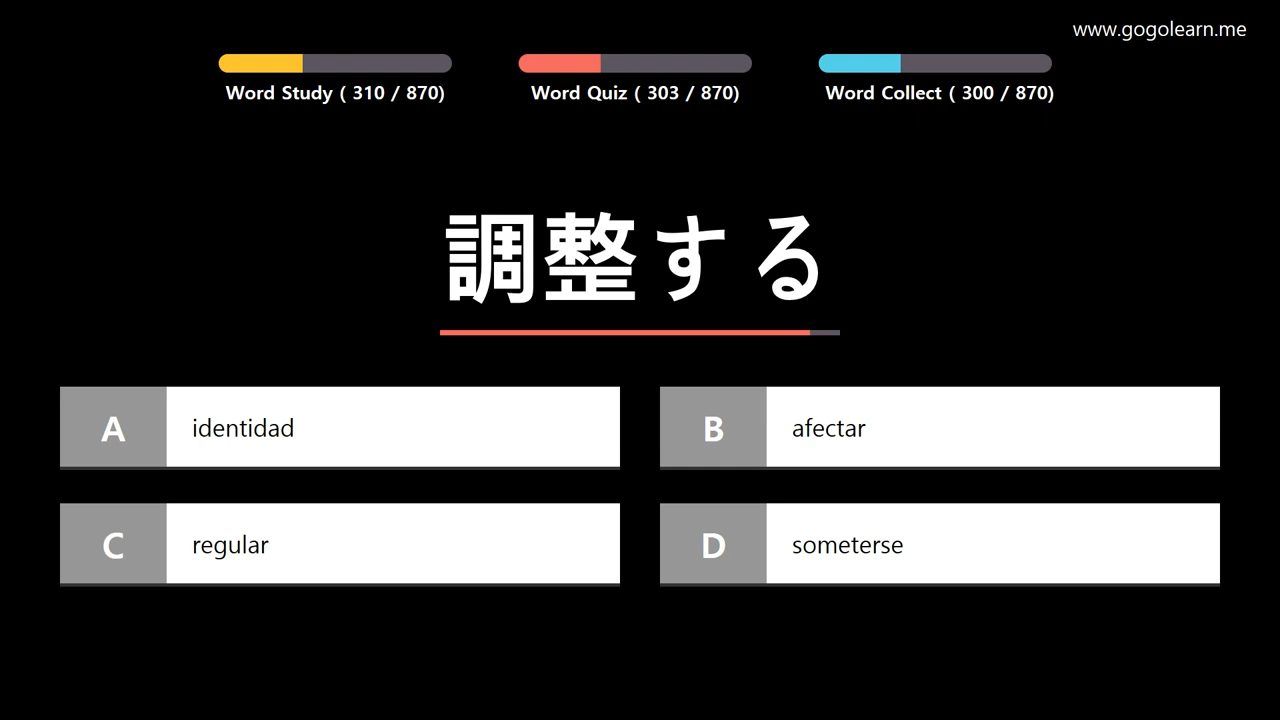 www.gogolearn.me
Word Study ( 310 / 870)
Word Quiz ( 303 / 870)
Word Collect ( 300 / 870)
調整する
A identidad
B afectar
C regular
D someterse